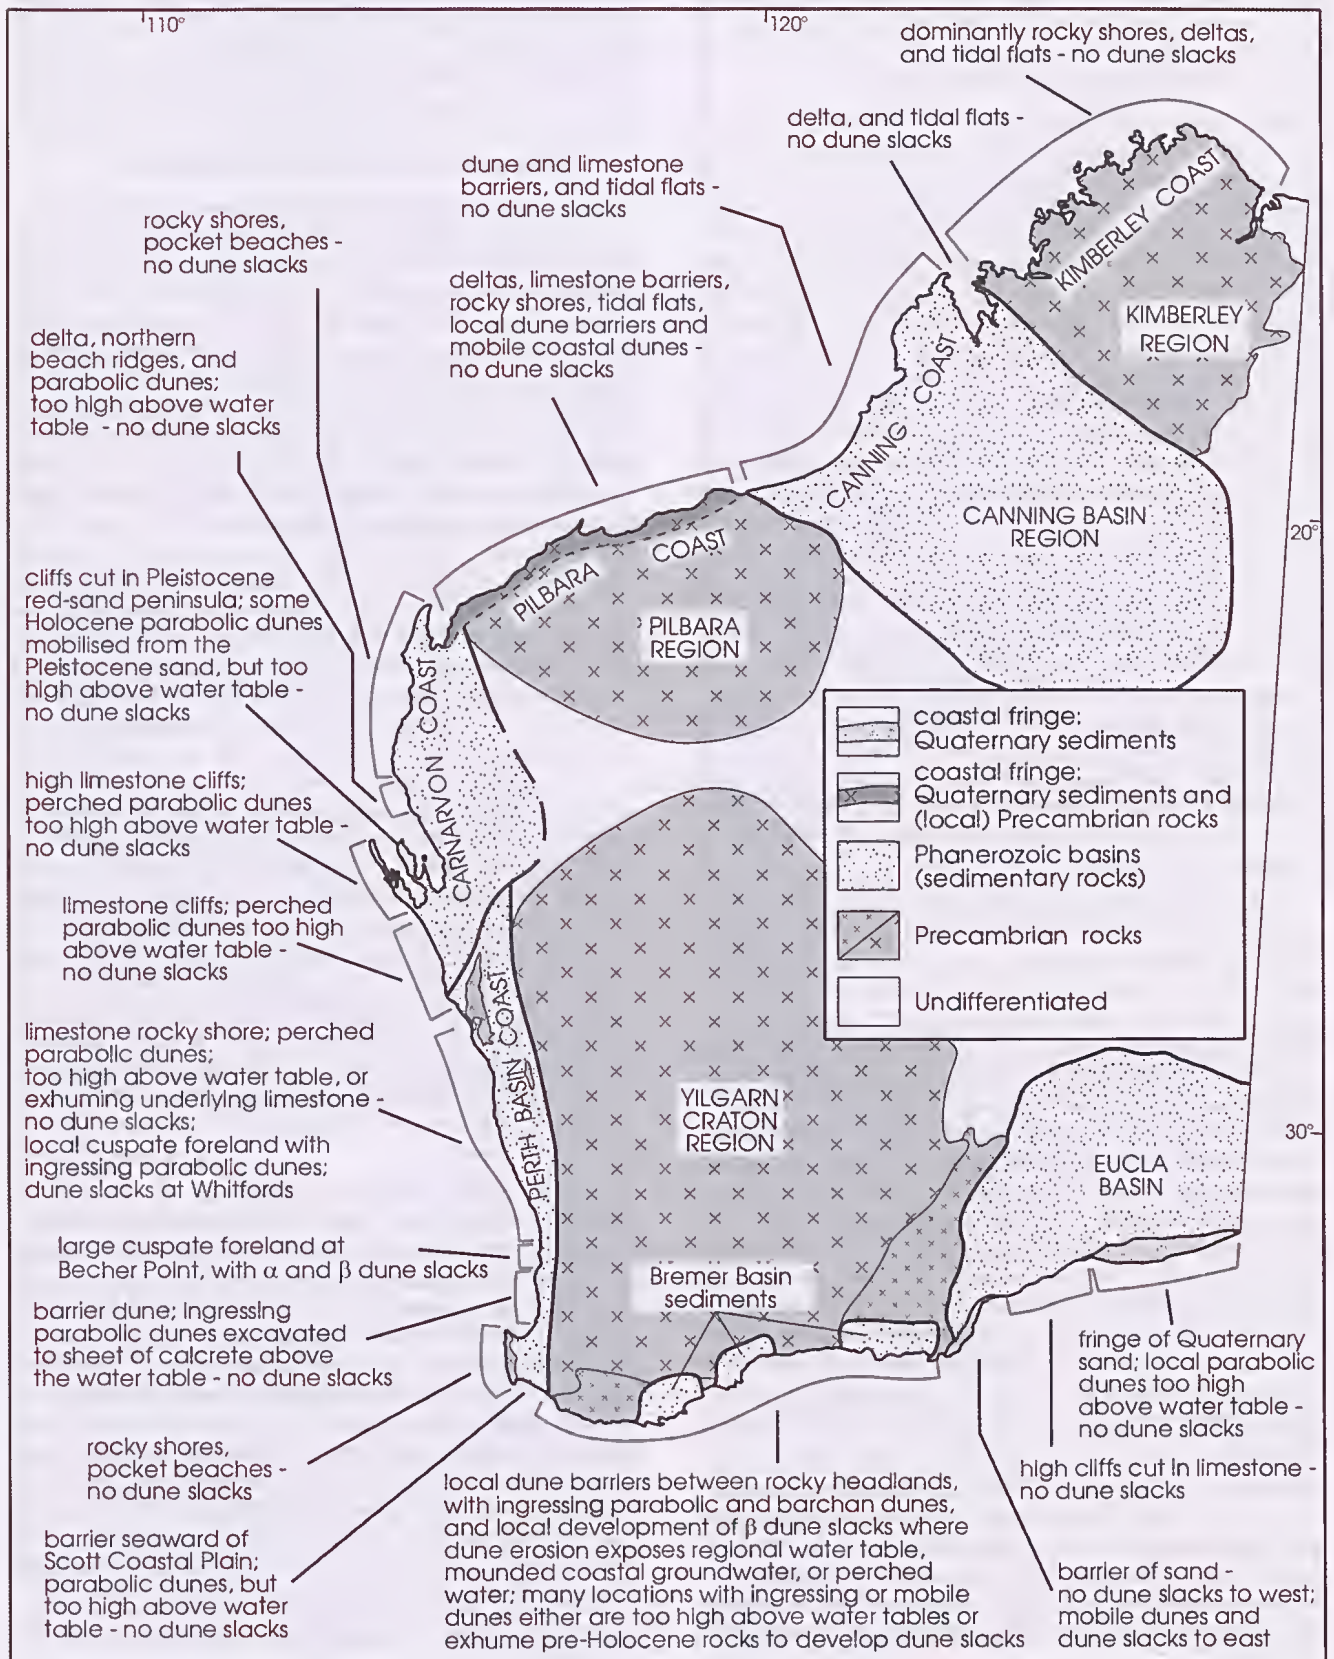 110°
120°
dominantly rocky shores, deltas,
and tidal flats - no dune slacks
delta, and tidal flats -
no dune slacks
dune and limestone
barriers, and tidal flats -
no dune slacks
rocky shores,
pocket beaches -
no dune slacks
deltas, limestone barriers,
rocky shores, tidal flats,
local dune barriers and
mobile coastal dunes -
no dune slacks
delta, northern
beach ridges, and
parabolic dunes;
too high above water
table - no dune slacks
KIMBERLEY COAST
KIMBERLEY
REGION
CANNING COAST
CANNING BASIN
REGION
20°
PILBARA COAST
PILBARA
REGION
cliffs cut in Pleistocene
red-sand peninsula; some
Holocene parabolic dunes
mobilised from the
Pleistocene sand, but too
high above water table -
no dune slacks
CARNARVON COAST
high limestone cliffs;
perched parabolic dunes
too high above water table -
no dune slacks
limestone cliffs; perched
parabolic dunes too high
above water table -
no dune slacks
coastal fringe:
Quaternary sediments
coastal fringe:
Quaternary sediments and
(local) Precambrian rocks
Phanerozoic basins
(sedimentary rocks)
Precambrian rocks
Undifferentiated
limestone rocky shore; perched
parabolic dunes;
too high above water table, or
exhuming underlying limestone -
no dune slacks;
local cuspate foreland with
ingressing parabolic dunes;
dune slacks at Whitfords
PERTH BASIN COAST
YILGARN
CRATON
REGION
30°
EUCLA
BASIN
large cuspate foreland at
Becher Point, with α and β dune slacks
Bremer Basin
sediments
barrier dune; ingressing
parabolic dunes excavated
to sheet of calcrete above
the water table - no dune slacks
fringe of Quaternary
sand; local parabolic
dunes too high
above water table -
no dune slacks
rocky shores,
pocket beaches -
no dune slacks
high cliffs cut in limestone -
no dune slacks
local dune barriers between rocky headlands,
with ingressing parabolic and barchan dunes,
and local development of β dune slacks where
dune erosion exposes regional water table,
mounded coastal groundwater, or perched
water; many locations with ingressing or mobile
dunes either are too high above water tables or
exhume pre-Holocene rocks to develop dune slacks
barrier seaward of
Scott Coastal Plain;
parabolic dunes, but
too high above water
table - no dune slacks
barrier of sand -
no dune slacks to west;
mobile dunes and
dune slacks to east